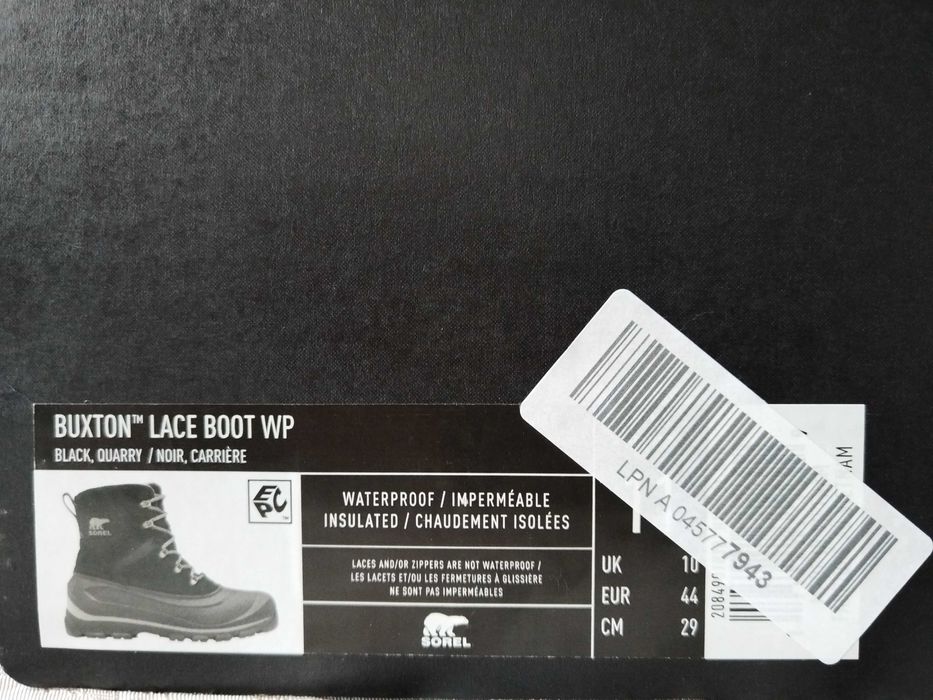 BUXTON™ LACE BOOT WP
BLACK, QUARRY / NOIR, CARRIÈRE
SOREL
EPC™
WATERPROOF / IMPERMÉABLE
INSULATED / CHAUDEMENT ISOLÉES
LACES AND/OR ZIPPERS ARE NOT WATERPROOF /
LES LACETS ET/OU LES FERMETURES À GLISSIÈRE
NE SONT PAS IMPERMÉABLES
SOREL
UK 10
EUR 44
CM 29
LPN A 045777943